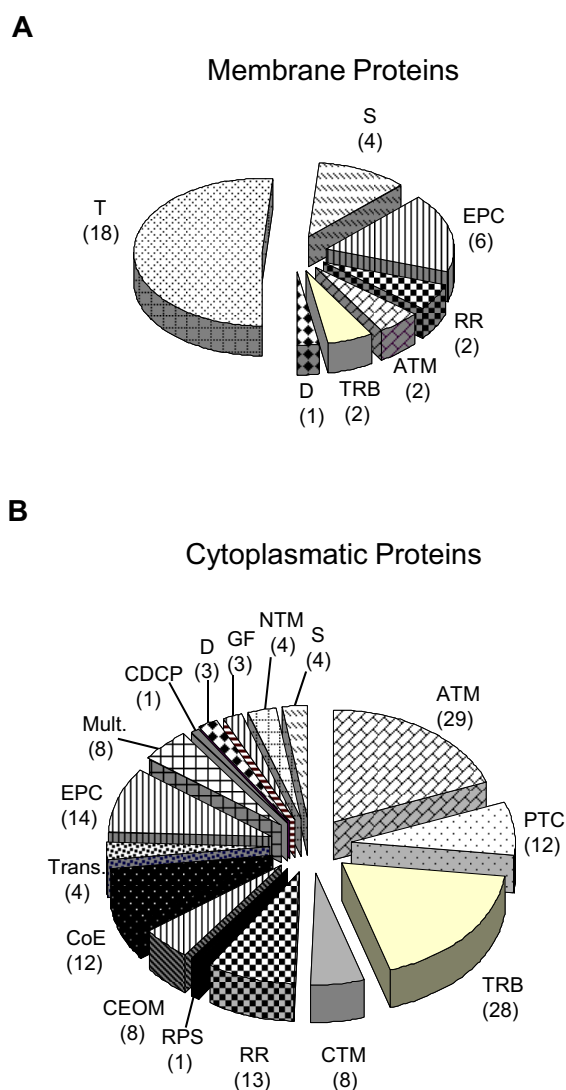 A
Membrane Proteins
S
(4)
T
(18)
EPC
(6)
RR
(2)
ATM
(2)
TRB
(2)
D
(1)
B
Cytoplasmatic Proteins
NTM
(4)
S
(4)
GF
(3)
D
(3)
CDCP
(1)
ATM
(29)
Mult.
(8)
EPC
(14)
PTC
(12)
Trans.
(4)
CoE
(12)
TRB
(28)
CEOM
(8)
RPS
(1)
RR
(13)
CTM
(8)